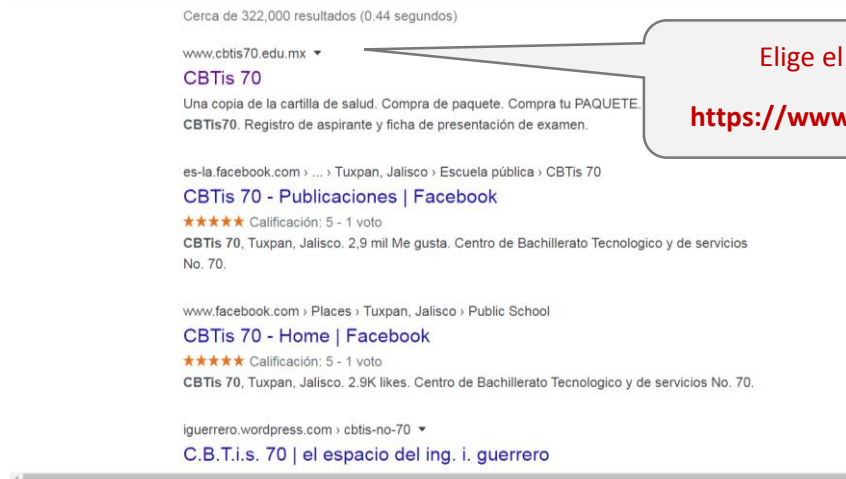 Cerca de 322,000 resultados (0.44 segundos)
www.cbtis70.edu.mx
CBTis 70
Una copia de la cartilla de salud. Compra de paquete. Compra tu PAQUETE.
CBTis70. Registro de aspirante y ficha de presentación de examen.
Elige el
https://www
es-la.facebook.com › ... › Tuxpan, Jalisco › Escuela pública › CBTis 70
CBTis 70 - Publicaciones | Facebook
★★★★★ Calificación: 5 - 1 voto
CBTis 70, Tuxpan, Jalisco. 2,9 mil Me gusta. Centro de Bachillerato Tecnologico y de servicios
No. 70.
www.facebook.com › Places › Tuxpan, Jalisco › Public School
CBTis 70 - Home | Facebook
★★★★★ Calificación: 5 - 1 voto
CBTis 70, Tuxpan, Jalisco. 2.9K likes. Centro de Bachillerato Tecnologico y de servicios No. 70.
iguerrero.wordpress.com › cbtis-no-70
C.B.T.i.s. 70 | el espacio del ing. i. guerrero